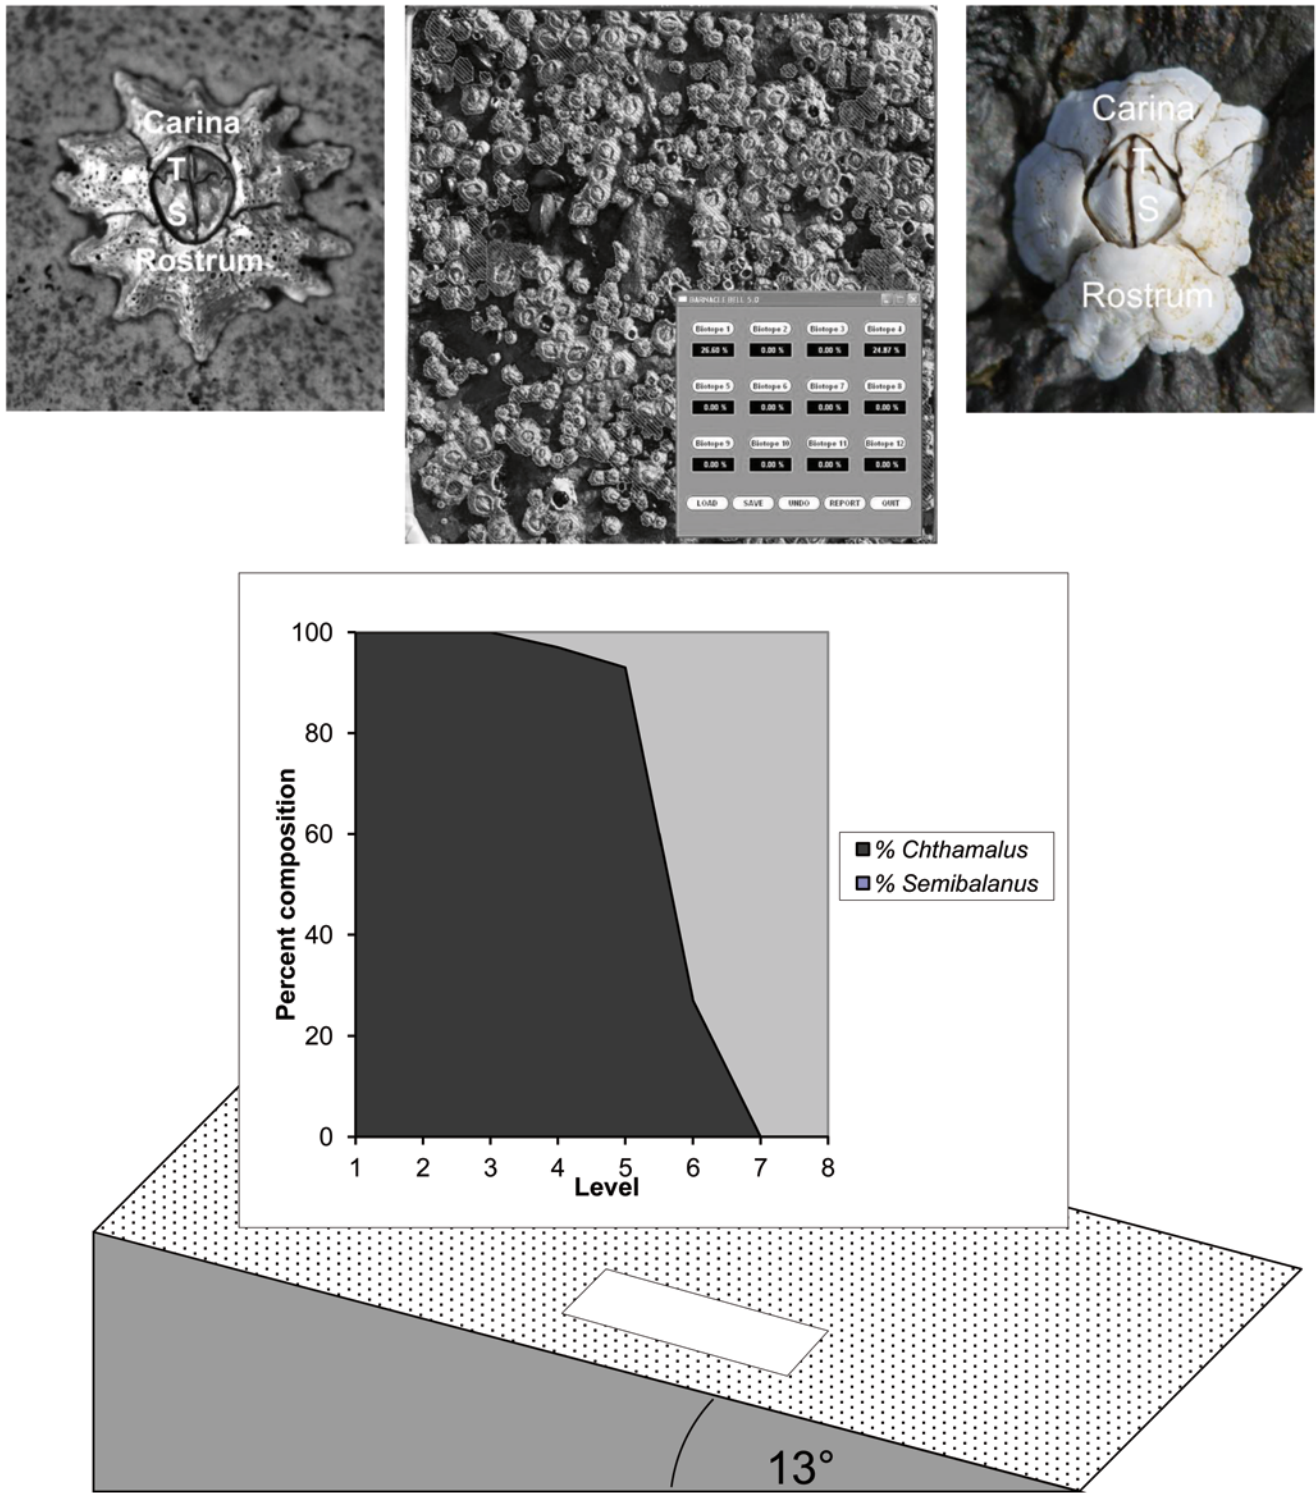 Carina
T
S
Rostrum
BARNACLE BELL 5.0
Biotope 1 Biotope 2 Biotope 3 Biotope 4
26.60 % 0.00 % 0.00 % 24.87 %
Biotope 5 Biotope 6 Biotope 7 Biotope 8
0.00 % 0.00 % 0.00 % 0.00 %
Biotope 9 Biotope 10 Biotope 11 Biotope 12
0.00 % 0.00 % 0.00 % 0.00 %
LOAD SAVE UNDO REPORT QUIT
Carina
T
S
Rostrum
100
80
60
40
20
0
Percent composition
1 2 3 4 5 6 7 8
Level
% Chthamalus
% Semibalanus
13°